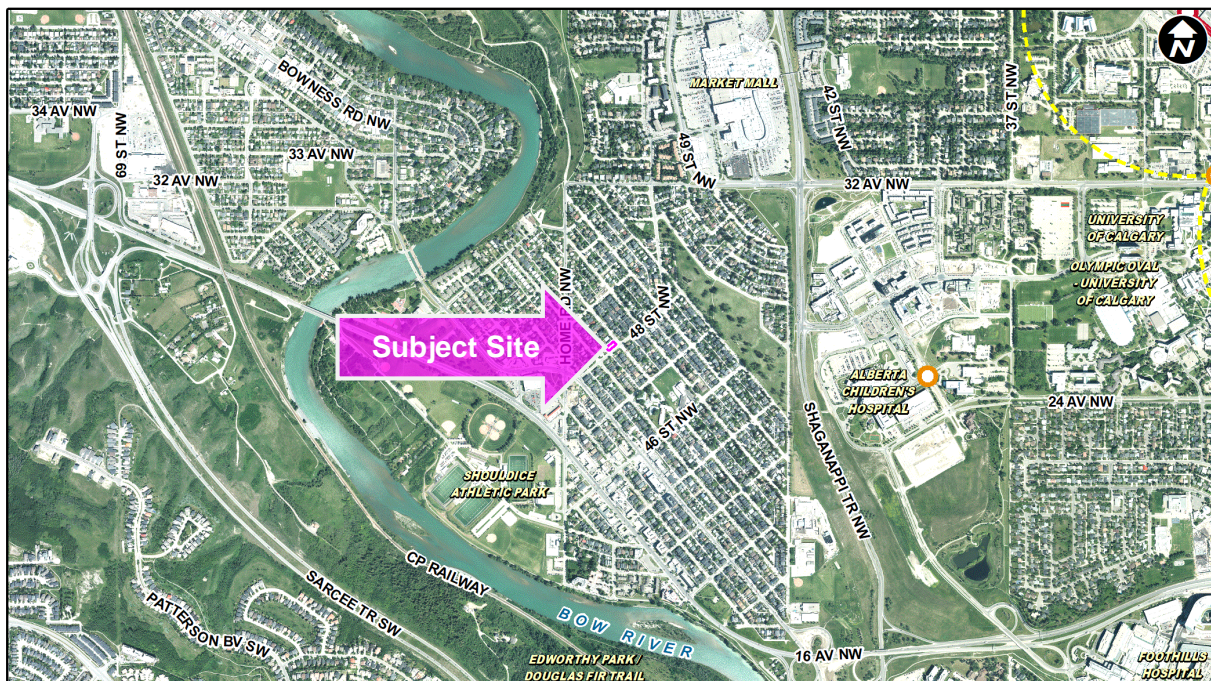 N
BOWNESS RD NW
MARKET MALL
34 AV NW
69 ST NW
42 ST NW
37 ST NW
33 AV NW
49 ST NW
32 AV NW
32 AV NW
UNIVERSITY
OF CALGARY
OLYMPIC OVAL
- UNIVERSITY
OF CALGARY
HOME RD NW
48 ST NW
Subject Site
ALBERTA
CHILDREN'S
HOSPITAL
24 AV NW
46 ST NW
SHAGANAPPI TR NW
SHOULDICE
ATHLETIC PARK
CP RAILWAY
SARCEE TR SW
PATTERSON BV SW
BOW RIVER
16 AV NW
EDWORTHY PARK /
DOUGLAS FIR TRAIL
FOOTHILLS
HOSPITAL